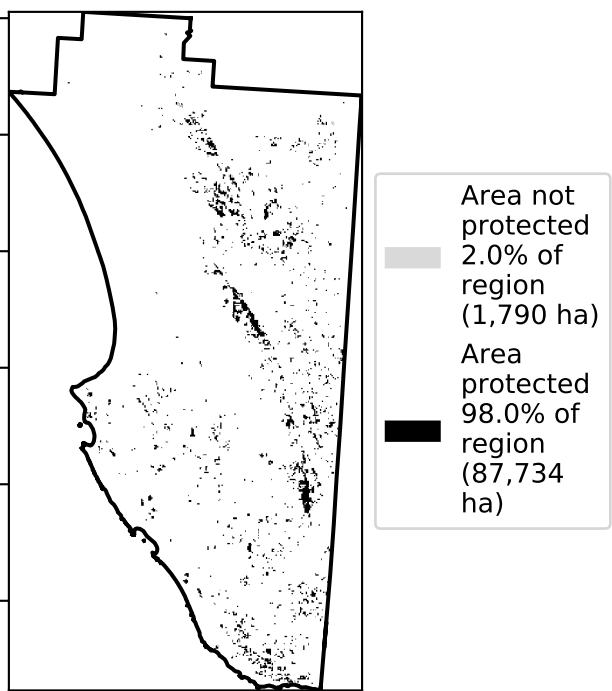 Area not
protected
2.0% of
region
(1,790 ha)
Area
protected
98.0% of
region
(87,734
ha)